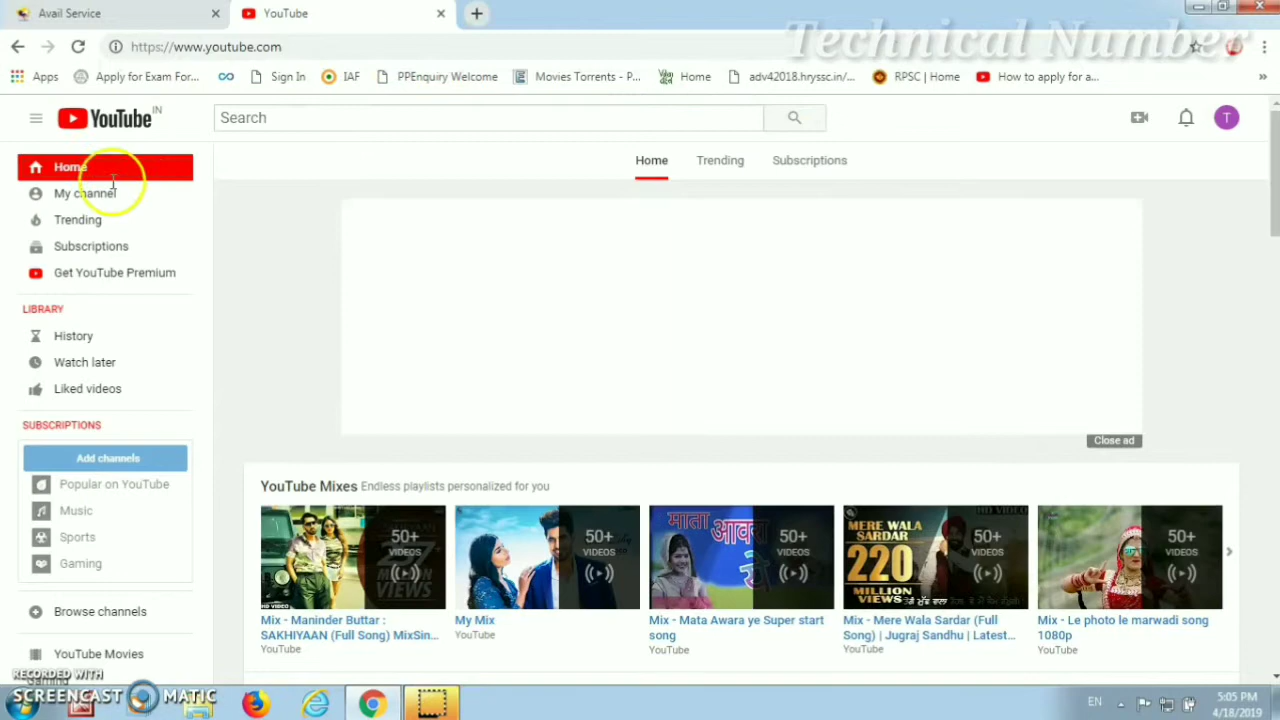 Avail Service
YouTube
Technical Number
https://www.youtube.com
Apps
Apply for Exam For...
Sign In
IAF
PPEnquiry Welcome
Movies Torrents - P...
Home
adv42018.hryssc.in/...
RPSC | Home
How to apply for a...
YouTube IN
Search
T
Home
My channel
Trending
Subscriptions
Get YouTube Premium
LIBRARY
History
Watch later
Liked videos
SUBSCRIPTIONS
Add channels
Popular on YouTube
Music
Sports
Gaming
Browse channels
YouTube Movies
Home Trending Subscriptions
Close ad
YouTube Mixes Endless playlists personalized for you
50+
VIDEOS
HD VIDEO
Mix - Maninder Buttar :
SAKHIYAAN (Full Song) MixSin...
YouTube
50+
VIDEOS
My Mix
YouTube
माता आवरा
ये
50+
VIDEOS
Mix - Mata Awara ye Super start
song
YouTube
HD VIDEO
MERE WALA
SARDAR
220
MILLION
VIEWS
50+
VIDEOS
Mix - Mere Wala Sardar (Full
Song) | Jugraj Sandhu | Latest...
YouTube
50+
VIDEOS
Mix - Le photo le marwadi song
1080p
YouTube
RECORDED WITH
SCREENCAST MATIC
EN
5:05 PM
4/18/2019